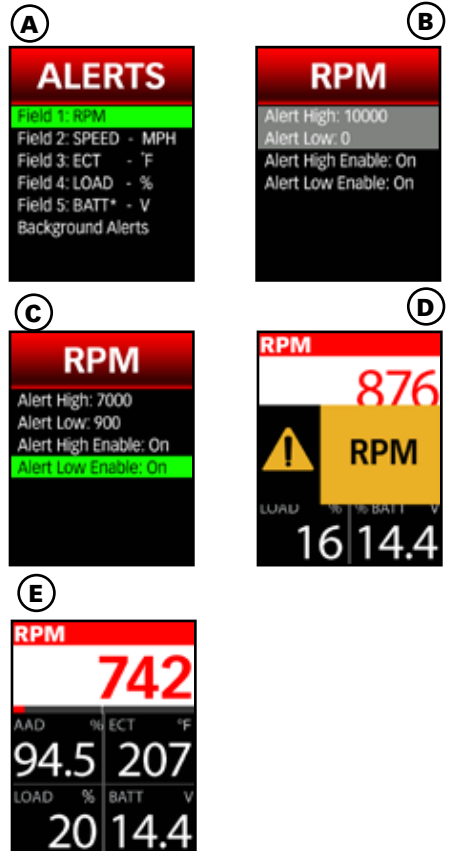 A
ALERTS
Field 1: RPM
Field 2: SPEED - MPH
Field 3: ECT - °F
Field 4: LOAD - %
Field 5: BATT* - V
Background Alerts
B
RPM
Alert High: 10000
Alert Low: 0
Alert High Enable: On
Alert Low Enable: On
C
RPM
Alert High: 7000
Alert Low: 900
Alert High Enable: On
Alert Low Enable: On
D
RPM
876
RPM
LOAD % % BATT V
16 14.4
E
RPM
742
AAD % ECT °F
94.5 207
LOAD % BATT V
20 14.4